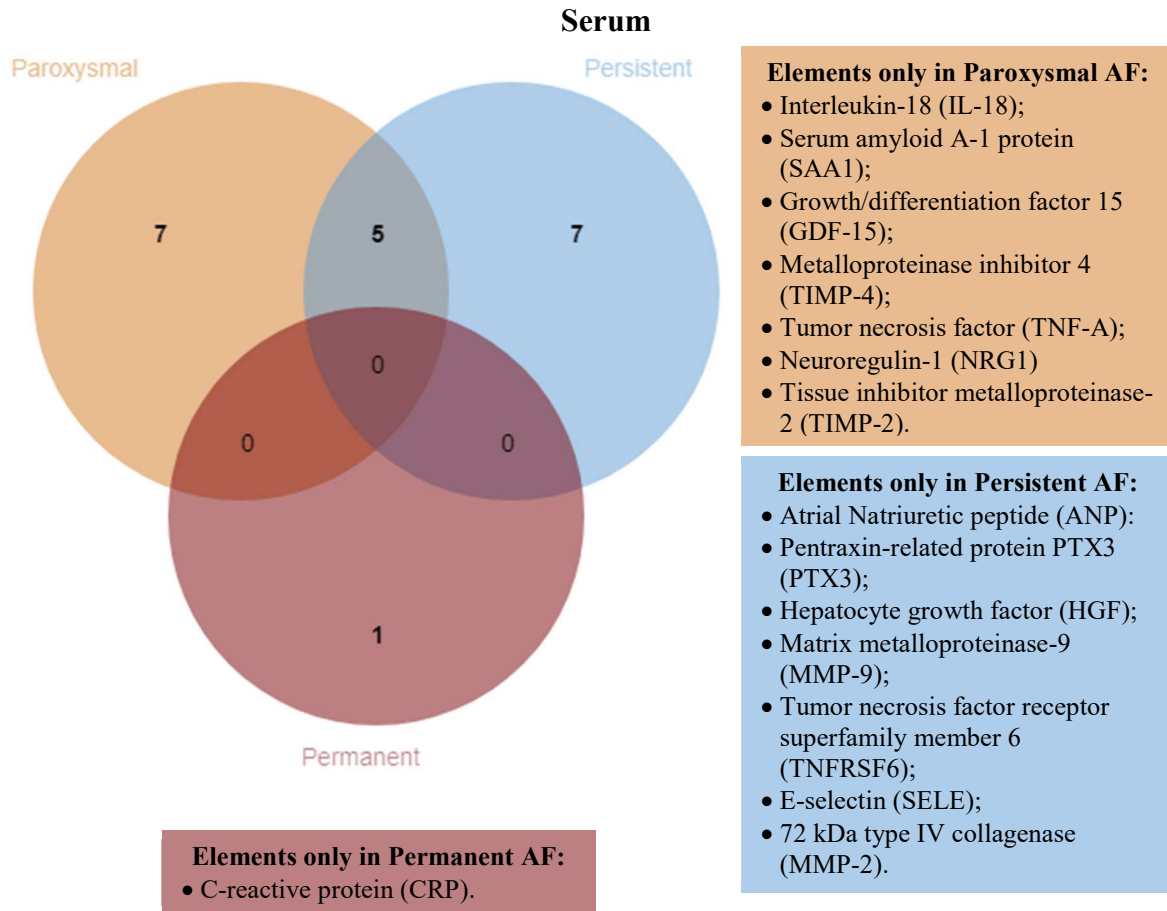 Serum
Paroxysmal
Persistent
7
5
7
0
0
0
1
Permanent
Elements only in Paroxysmal AF:
• Interleukin-18 (IL-18);
• Serum amyloid A-1 protein
(SAA1);
• Growth/differentiation factor 15
(GDF-15);
• Metalloproteinase inhibitor 4
(TIMP-4);
• Tumor necrosis factor (TNF-A);
• Neuroregulin-1 (NRG1)
• Tissue inhibitor metalloproteinase-
2 (TIMP-2).
Elements only in Persistent AF:
• Atrial Natriuretic peptide (ANP):
• Pentraxin-related protein PTX3
(PTX3);
• Hepatocyte growth factor (HGF);
• Matrix metalloproteinase-9
(MMP-9);
• Tumor necrosis factor receptor
superfamily member 6
(TNFRSF6);
• E-selectin (SELE);
• 72 kDa type IV collagenase
(MMP-2).
Elements only in Permanent AF:
• C-reactive protein (CRP).